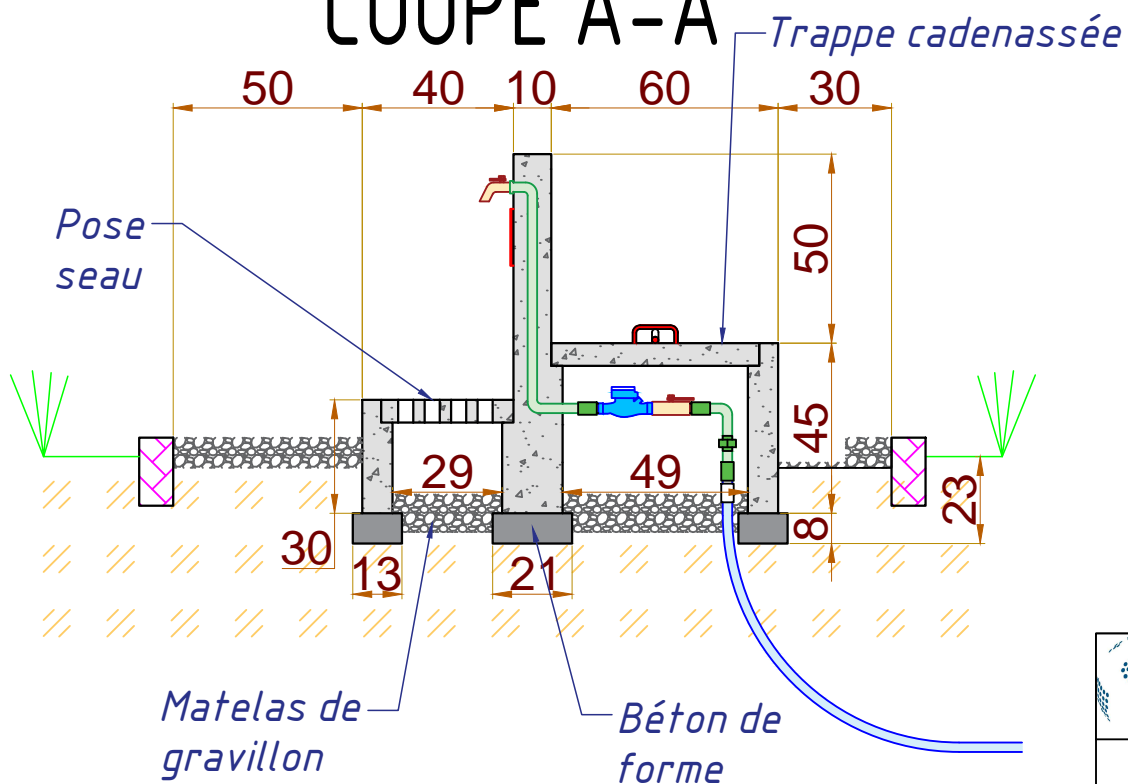 COUPE A-A
Trappe cadenassée
50
40
10
60
30
Pose
seau
50
45
29
49
23
8
30
13
21
Matelas de
gravillon
Béton de
forme